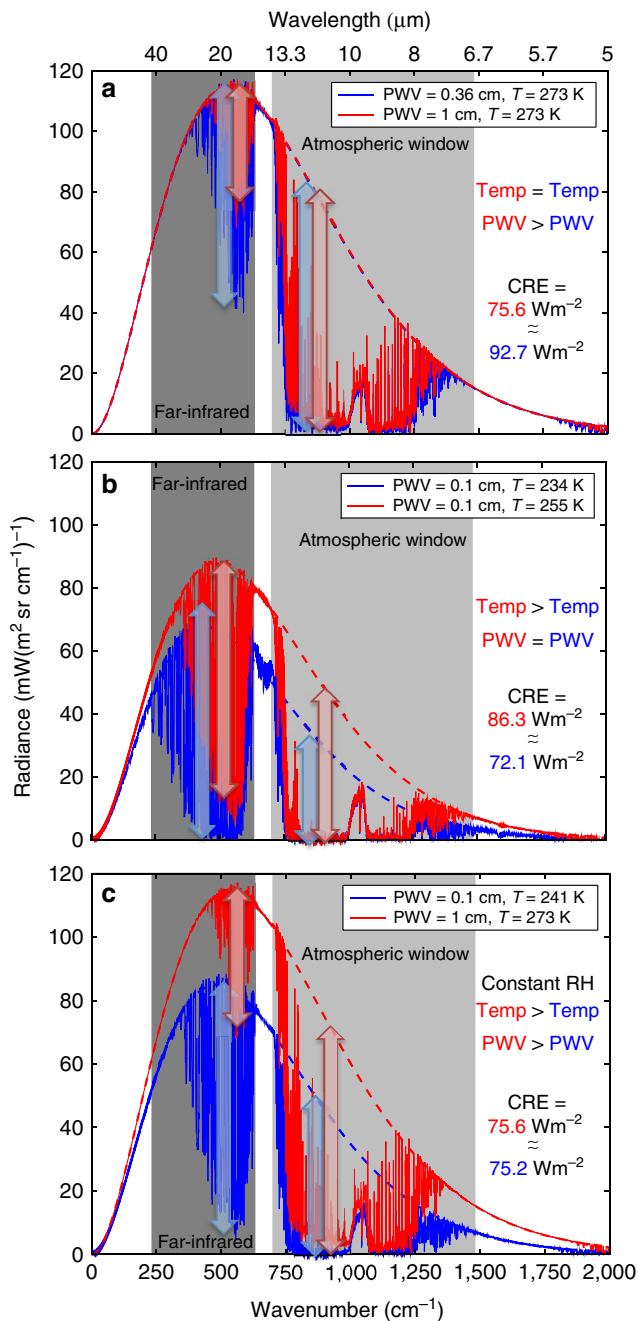 Wavelength (μm)
40 20 13.3 10 8 6.7 5.7 5
a
120
100
80
60
40
20
0
PWV = 0.36 cm, T = 273 K
PWV = 1 cm, T = 273 K
Atmospheric window
Temp = Temp
PWV > PWV
CRE =
75.6 Wm−2
≈
92.7 Wm−2
Far-infrared
b
120
100
80
60
40
20
0
Far-infrared
PWV = 0.1 cm, T = 234 K
PWV = 0.1 cm, T = 255 K
Atmospheric window
Temp > Temp
PWV = PWV
CRE =
86.3 Wm−2
≈
72.1 Wm−2
Radiance (mW(m2 sr cm−1)−1)
c
120
100
80
60
40
20
0
PWV = 0.1 cm, T = 241 K
PWV = 1 cm, T = 273 K
Atmospheric window
Constant RH
Temp > Temp
PWV > PWV
CRE =
75.6 Wm−2
≈
75.2 Wm−2
Far-infrared
0 250 500 750 1,000 1,250 1,500 1,750 2,000
Wavenumber (cm−1)